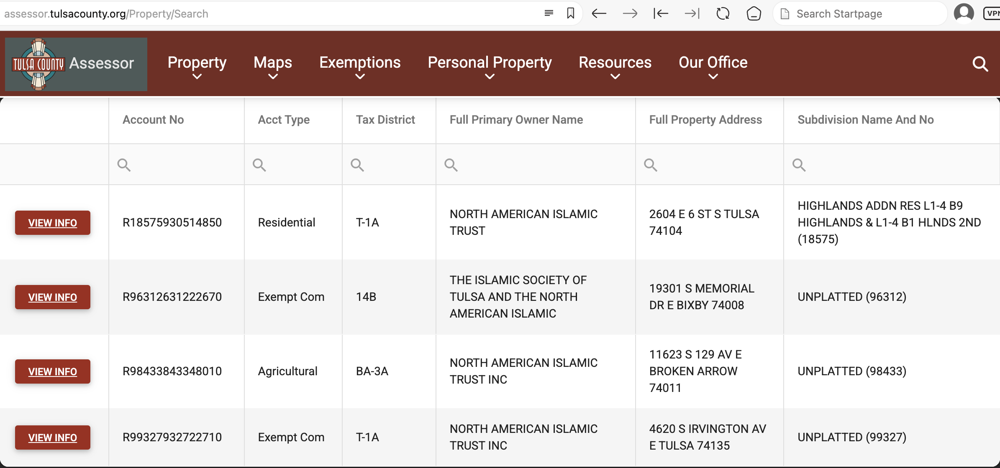 assessor.tulsacounty.org/Property/Search
Search Startpage
VPN
TULSA COUNTY Assessor
Property
Maps
Exemptions
Personal Property
Resources
Our Office
Account No
Acct Type
Tax District
Full Primary Owner Name
Full Property Address
Subdivision Name And No
VIEW INFO
R18575930514850
Residential
T-1A
NORTH AMERICAN ISLAMIC
TRUST
2604 E 6 ST S TULSA
74104
HIGHLANDS ADDN RES L1-4 B9
HIGHLANDS & L1-4 B1 HLNDS 2ND
(18575)
VIEW INFO
R96312631222670
Exempt Com
14B
THE ISLAMIC SOCIETY OF
TULSA AND THE NORTH
AMERICAN ISLAMIC
19301 S MEMORIAL
DR E BIXBY 74008
UNPLATTED (96312)
VIEW INFO
R98433843348010
Agricultural
BA-3A
NORTH AMERICAN ISLAMIC
TRUST INC
11623 S 129 AV E
BROKEN ARROW
74011
UNPLATTED (98433)
VIEW INFO
R99327932722710
Exempt Com
T-1A
NORTH AMERICAN ISLAMIC
TRUST INC
4620 S IRVINGTON AV
E TULSA 74135
UNPLATTED (99327)